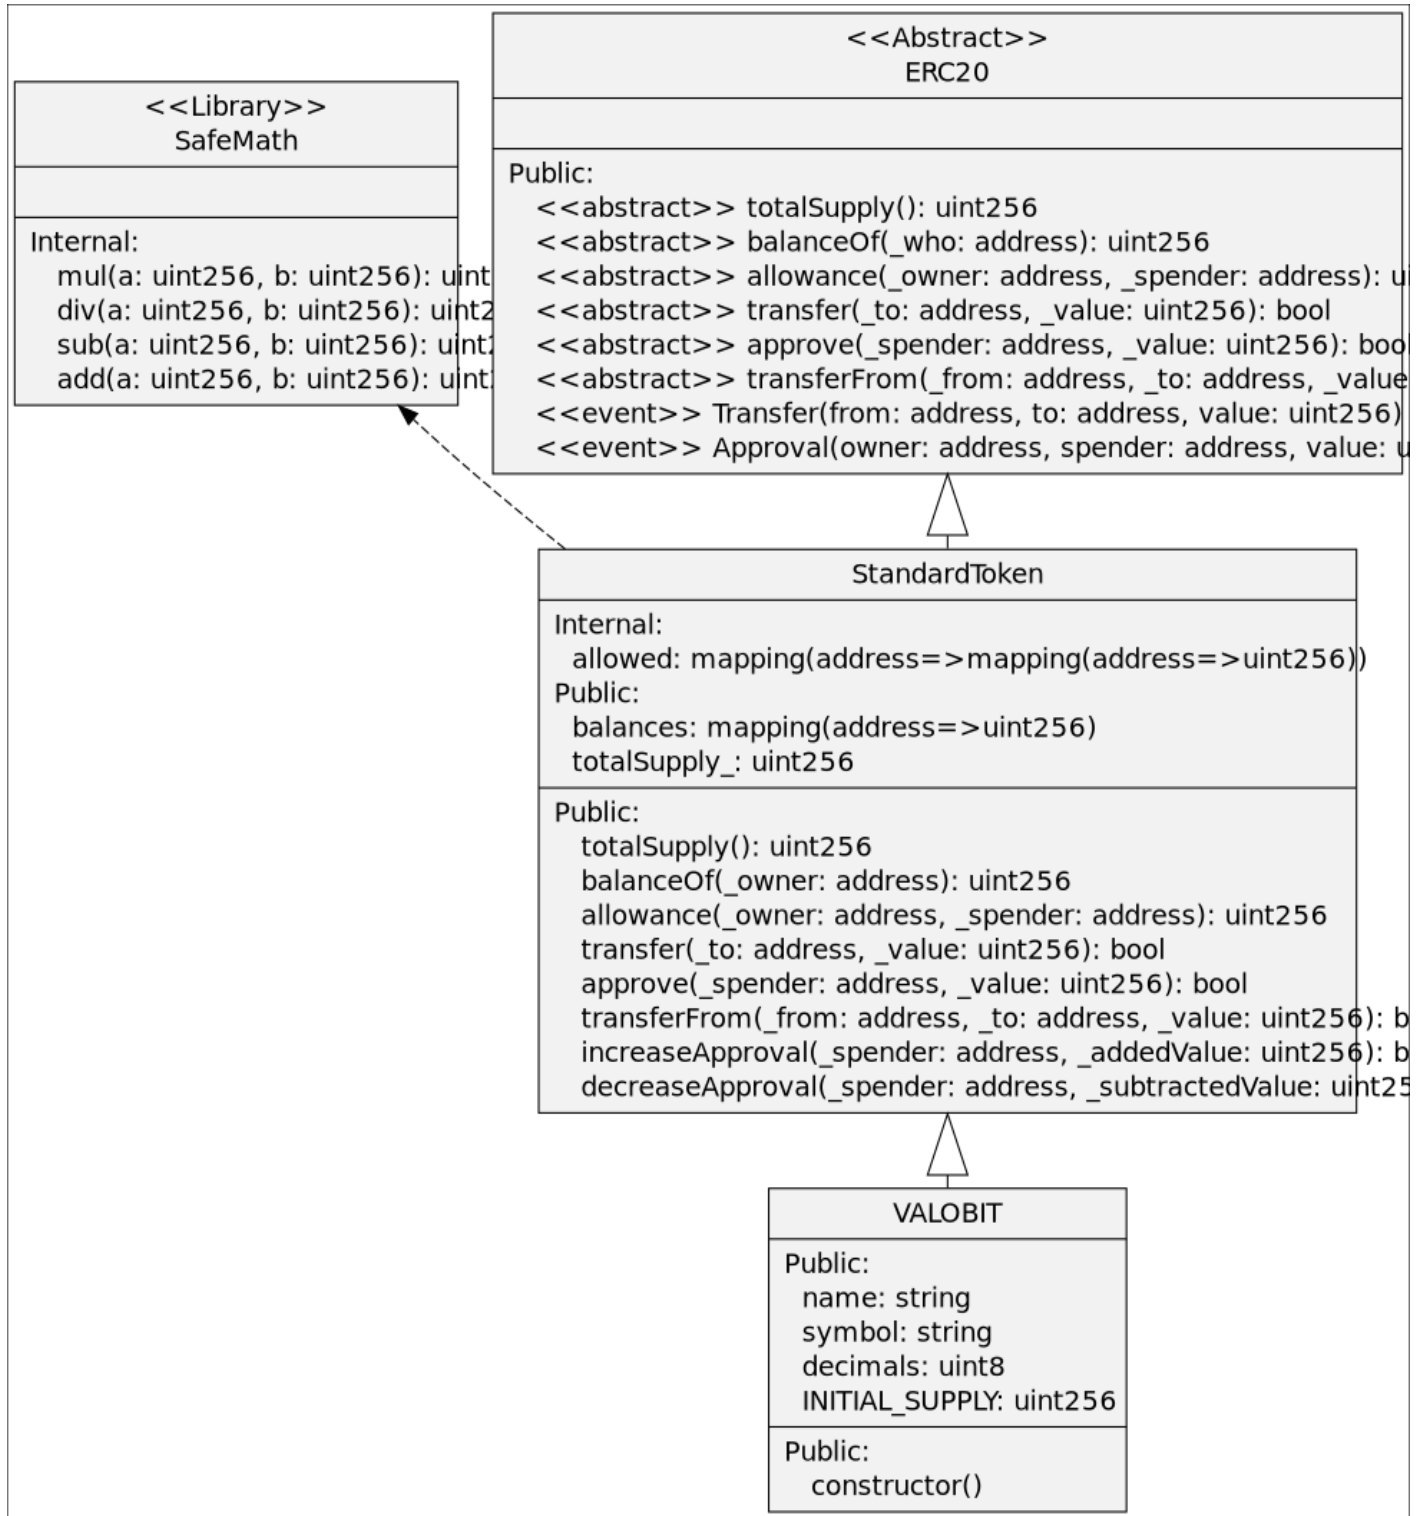 <<Library>>
SafeMath
Internal:
mul(a: uint256, b: uint256): uint
div(a: uint256, b: uint256): uint2
sub(a: uint256, b: uint256): uint2
add(a: uint256, b: uint256): uint2
<<Abstract>>
ERC20
Public:
<<abstract>> totalSupply(): uint256
<<abstract>> balanceOf(_who: address): uint256
<<abstract>> allowance(_owner: address, _spender: address): ui
<<abstract>> transfer(_to: address, _value: uint256): bool
<<abstract>> approve(_spender: address, _value: uint256): bool
<<abstract>> transferFrom(_from: address, _to: address, _value
<<event>> Transfer(from: address, to: address, value: uint256)
<<event>> Approval(owner: address, spender: address, value: u
StandardToken
Internal:
allowed: mapping(address=>mapping(address=>uint256))
Public:
balances: mapping(address=>uint256)
totalSupply_: uint256
Public:
totalSupply(): uint256
balanceOf(_owner: address): uint256
allowance(_owner: address, _spender: address): uint256
transfer(_to: address, _value: uint256): bool
approve(_spender: address, _value: uint256): bool
transferFrom(_from: address, _to: address, _value: uint256): b
increaseApproval(_spender: address, _addedValue: uint256): b
decreaseApproval(_spender: address, _subtractedValue: uint25
VALOBIT
Public:
name: string
symbol: string
decimals: uint8
INITIAL_SUPPLY: uint256
Public:
constructor()